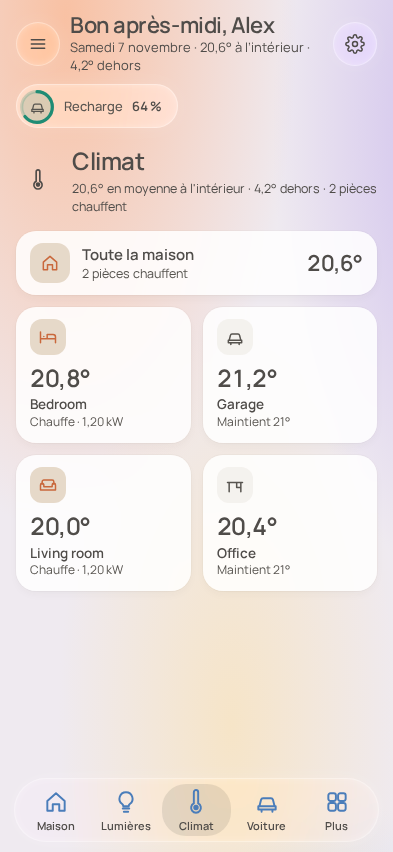 Bon après-midi, Alex
Samedi 7 novembre · 20,6° à l'intérieur ·
4,2° dehors
Recharge 64 %
Climat
20,6° en moyenne à l'intérieur · 4,2° dehors · 2 pièces
chauffent
Toute la maison
2 pièces chauffent
20,6°
20,8°
Bedroom
Chauffe · 1,20 kW
21,2°
Garage
Maintient 21°
20,0°
Living room
Chauffe · 1,20 kW
20,4°
Office
Maintient 21°
Maison
Lumières
Climat
Voiture
Plus